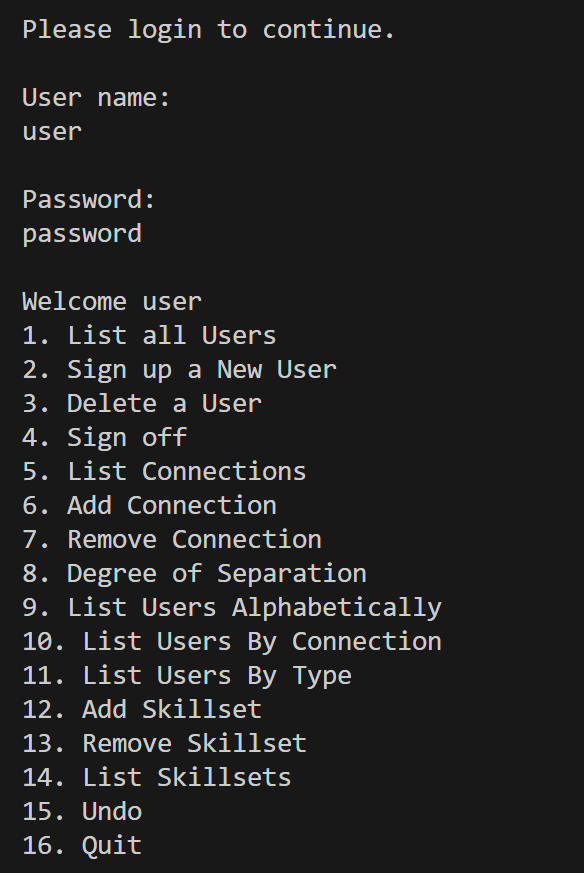 Please login to continue.
User name:
user
Password:
password
Welcome user
1. List all Users
2. Sign up a New User
3. Delete a User
4. Sign off
5. List Connections
6. Add Connection
7. Remove Connection
8. Degree of Separation
9. List Users Alphabetically
10. List Users By Connection
11. List Users By Type
12. Add Skillset
13. Remove Skillset
14. List Skillsets
15. Undo
16. Quit